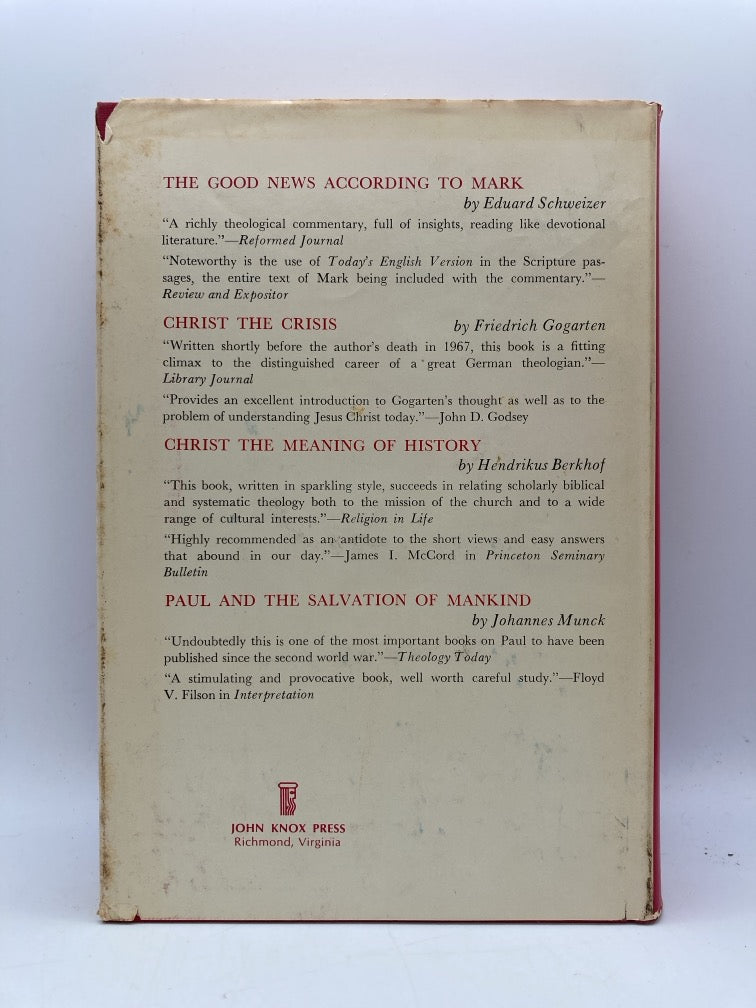 THE GOOD NEWS ACCORDING TO MARK
by Eduard Schweizer
“A richly theological commentary, full of insights, reading like devotional
literature.”—Reformed Journal
“Noteworthy is the use of Today's English Version in the Scripture pas-
sages, the entire text of Mark being included with the commentary.”—
Review and Expositor
CHRIST THE CRISIS by Friedrich Gogarten
“Written shortly before the author's death in 1967, this book is a fitting
climax to the distinguished career of a great German theologian.”—
Library Journal
“Provides an excellent introduction to Gogarten's thought as well as to the
problem of understanding Jesus Christ today.”—John D. Godsey
CHRIST THE MEANING OF HISTORY
by Hendrikus Berkhof
“This book, written in sparkling style, succeeds in relating scholarly biblical
and systematic theology both to the mission of the church and to a wide
range of cultural interests.”—Religion in Life
“Highly recommended as an antidote to the short views and easy answers
that abound in our day.”—James I. McCord in Princeton Seminary
Bulletin
PAUL AND THE SALVATION OF MANKIND
by Johannes Munck
“Undoubtedly this is one of the most important books on Paul to have been
published since the second world war.”—Theology Today
“A stimulating and provocative book, well worth careful study.”—Floyd
V. Filson in Interpretation
JOHN KNOX PRESS
Richmond, Virginia